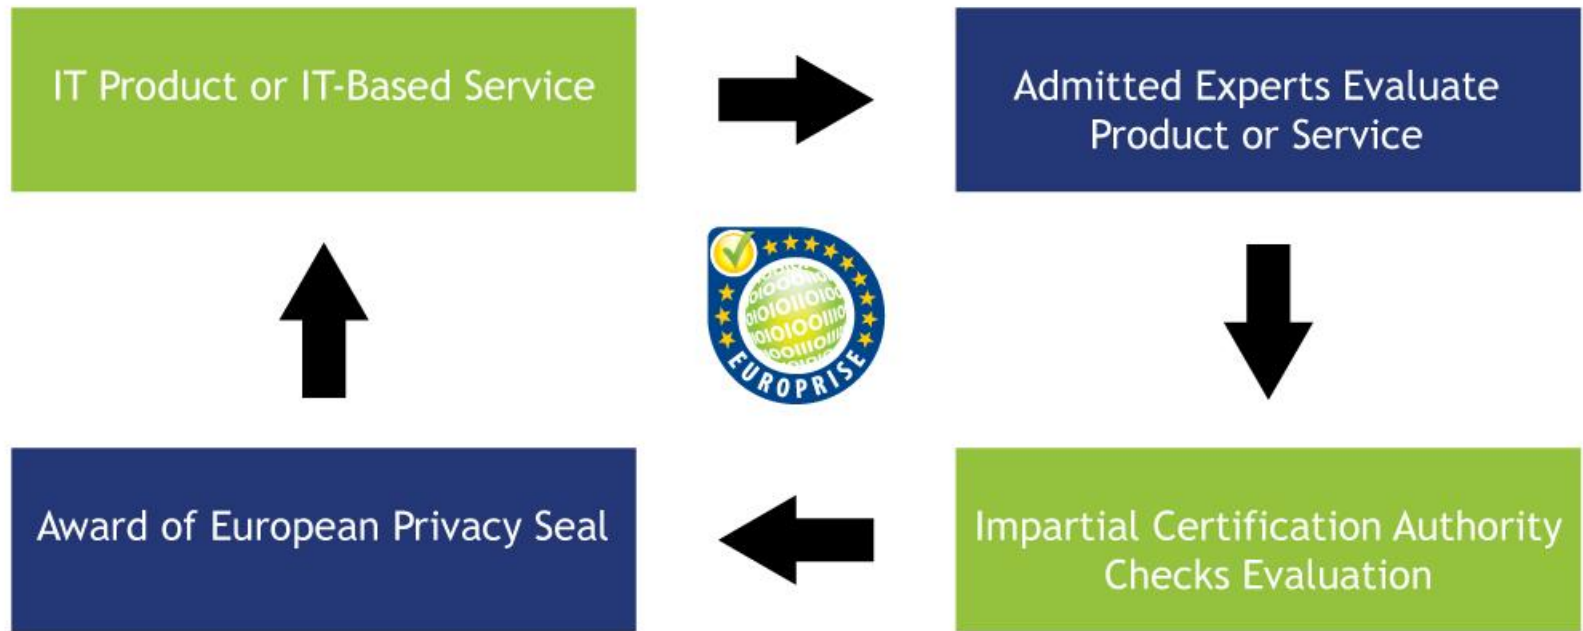 IT Product or IT-Based Service
Admitted Experts Evaluate
Product or Service
EUROPRISE
Award of European Privacy Seal
Impartial Certification Authority
Checks Evaluation